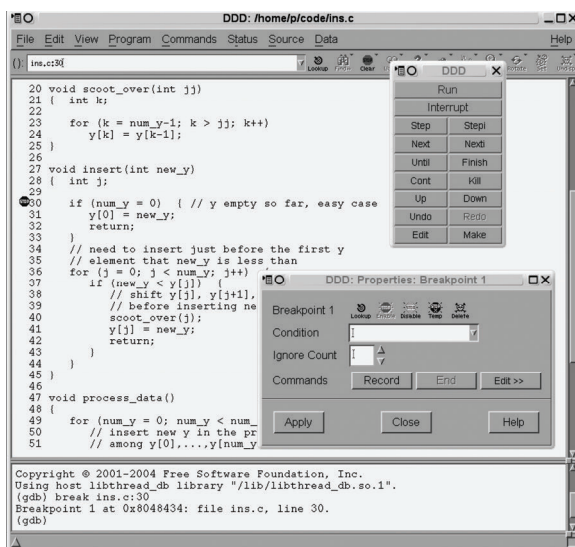 DDD: /home/p/code/ins.c
File Edit View Program Commands Status Source Data Help
(): ins.c:30
Lookup Clear
20 void scoot_over(int jj)
21 { int k;
22
23 for (k = num_y-1; k > jj; k++)
24 y[k] = y[k-1];
25 }
26
27 void insert(int new_y)
28 { int j;
29
30 if (num_y = 0) { // y empty so far, easy case
31 y[0] = new_y;
32 return;
33 }
34 // need to insert just before the first y
35 // element that new_y is less than
36 for (j = 0; j < num_y; j++) {
37 if (new_y < y[j]) {
38 // shift y[j], y[j+1],
39 // before inserting ne
40 scoot_over(j);
41 y[j] = new_y;
42 return;
43 }
44 }
45 }
46
47 void process_data()
48 {
49 for (num_y = 0; num_y < num_
50 // insert new y in the pr
51 // among y[0],...,y[num_y
DDD
Run
Interrupt
Step Stepi
Next Nexti
Until Finish
Cont Kill
Up Down
Undo Redo
Edit Make
DDD: Properties: Breakpoint 1
Breakpoint 1 Lookup Enable Disable Temp Delete
Condition
Ignore Count
Commands Record End Edit >>
Apply Close Help
Copyright © 2001-2004 Free Software Foundation, Inc.
Using host libthread_db library "/lib/libthread_db.so.1".
(gdb) break ins.c:30
Breakpoint 1 at 0x8048434: file ins.c, line 30.
(gdb)